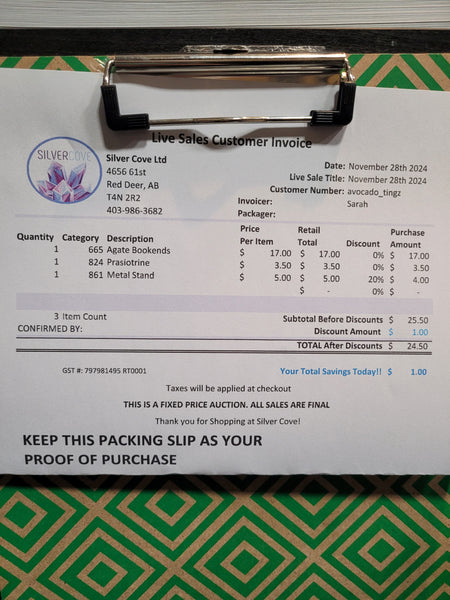 Live Sales Customer Invoice
SILVERCOVE
Silver Cove Ltd
4656 61st
Red Deer, AB
T4N 2R2
403-986-3682
Date: November 28th 2024
Live Sale Title: November 28th 2024
Customer Number: avocado_tingz
Invoicer: Sarah
Packager:
Quantity Category Description Price Per Item Retail Total Discount Purchase Amount
1 665 Agate Bookends $ 17.00 $ 17.00 0% $ 17.00
1 824 Prasiotrine $ 3.50 $ 3.50 0% $ 3.50
1 861 Metal Stand $ 5.00 $ 5.00 20% $ 4.00
$ - 0% $ -
3 Item Count Subtotal Before Discounts $ 25.50
CONFIRMED BY: Discount Amount $ 1.00
TOTAL After Discounts $ 24.50
GST #: 797981495 RT0001 Your Total Savings Today!! $ 1.00
Taxes will be applied at checkout
THIS IS A FIXED PRICE AUCTION. ALL SALES ARE FINAL
Thank you for Shopping at Silver Cove!
KEEP THIS PACKING SLIP AS YOUR
PROOF OF PURCHASE